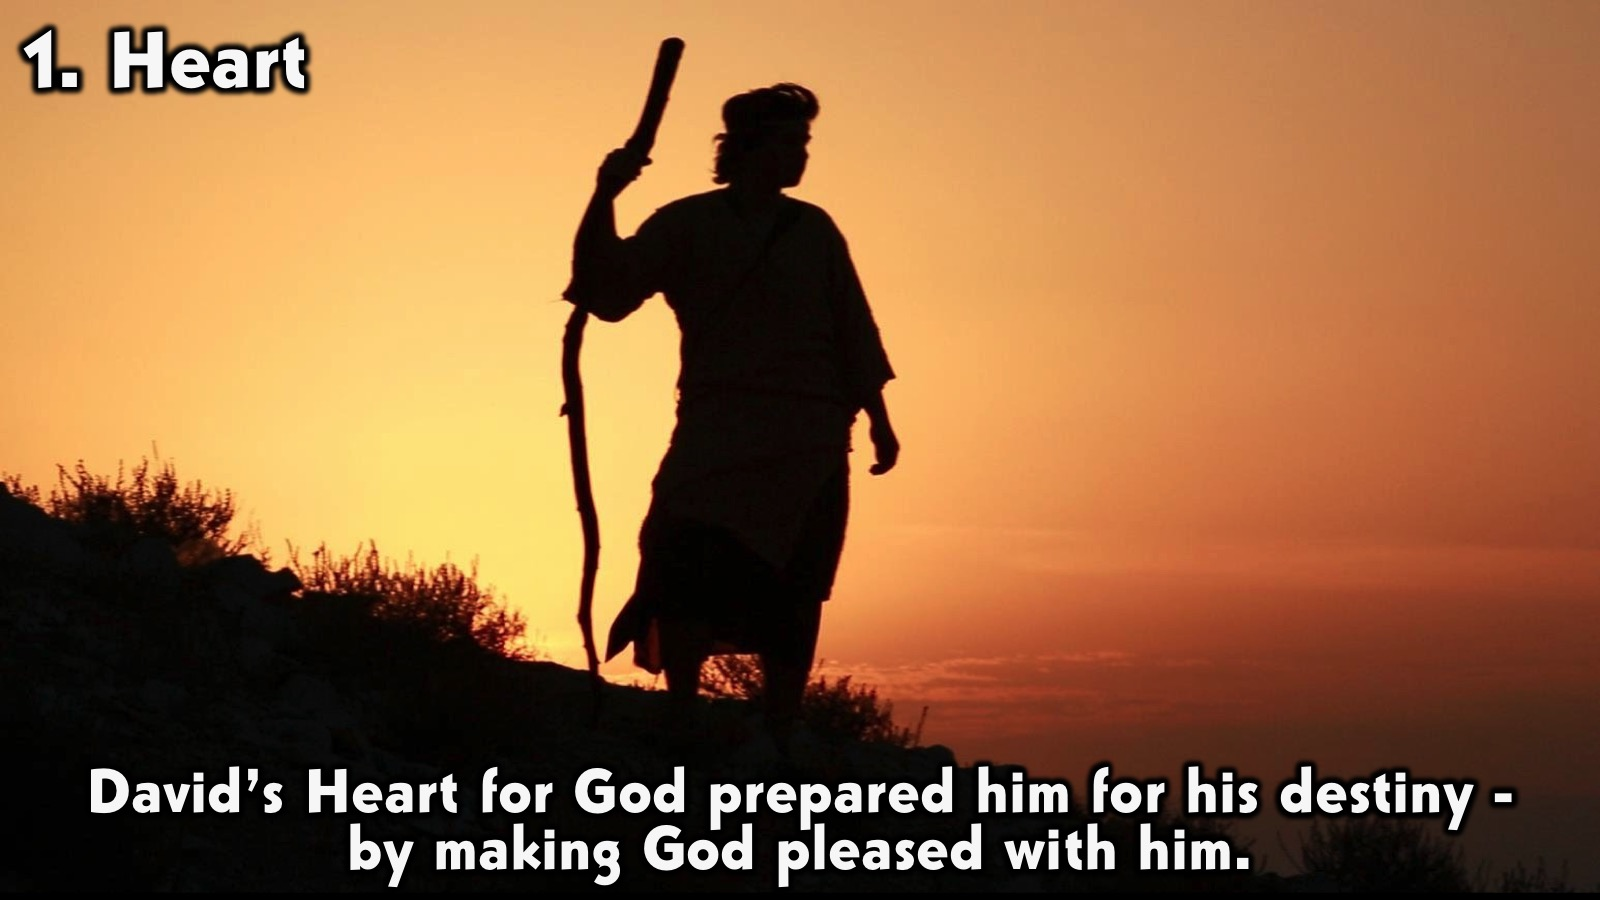 1. Heart
David’s Heart for God prepared him for his destiny -
by making God pleased with him.